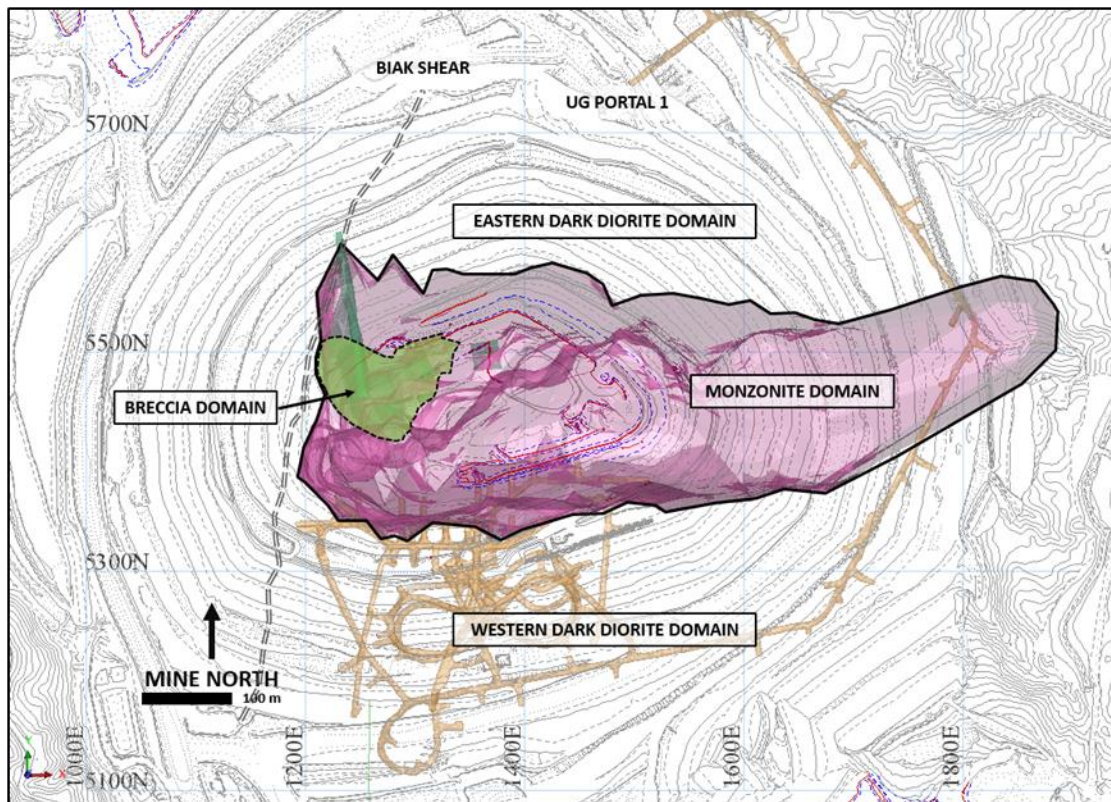 BIAK SHEAR
UG PORTAL 1
5700N
EASTERN DARK DIORITE DOMAIN
5500N
MONZONITE DOMAIN
BRECCIA DOMAIN
5300N
WESTERN DARK DIORITE DOMAIN
MINE NORTH
100 m
1000E
1200E
1400E
1600E
1800E
5100N
Y
X